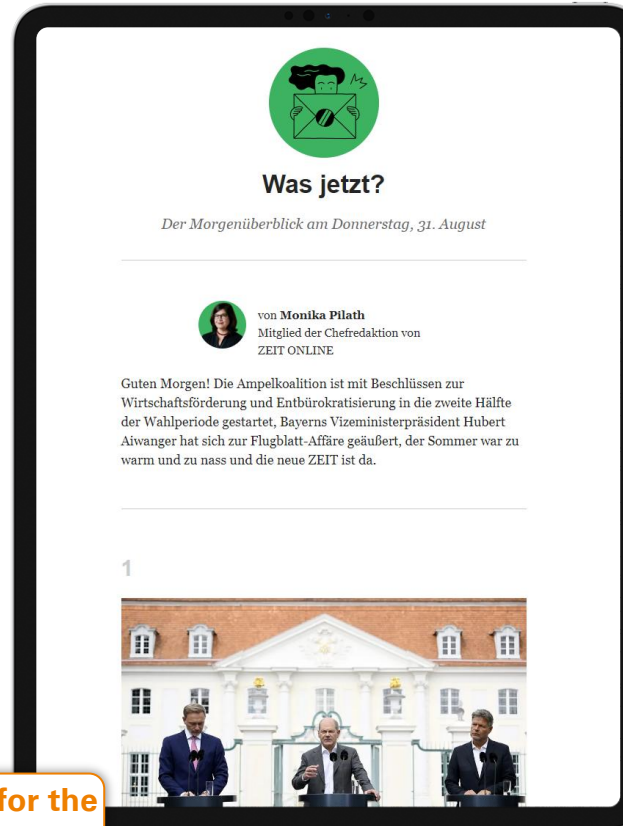 Was jetzt?
Der Morgenüberblick am Donnerstag, 31. August
von Monika Pilath
Mitglied der Chefredaktion von
ZEIT ONLINE
Guten Morgen! Die Ampelkoalition ist mit Beschlüssen zur
Wirtschaftsförderung und Entbürokratisierung in die zweite Hälfte
der Wahlperiode gestartet, Bayerns Vizeministerpräsident Hubert
Aiwanger hat sich zur Flugblatt-Affäre geäußert, der Sommer war zu
warm und zu nass und die neue ZEIT ist da.
1
for the